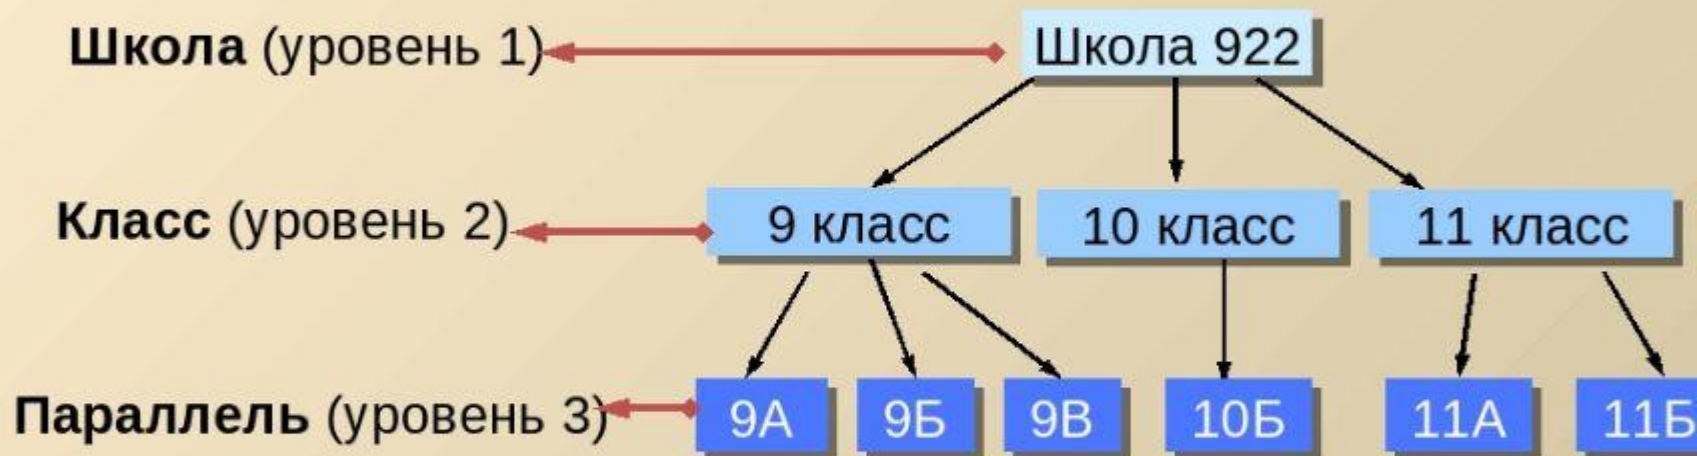 Школа (уровень 1)
Школа 922
Класс (уровень 2)
9 класс
10 класс
11 класс
Параллель (уровень 3)
9А
9Б
9В
10Б
11А
11Б